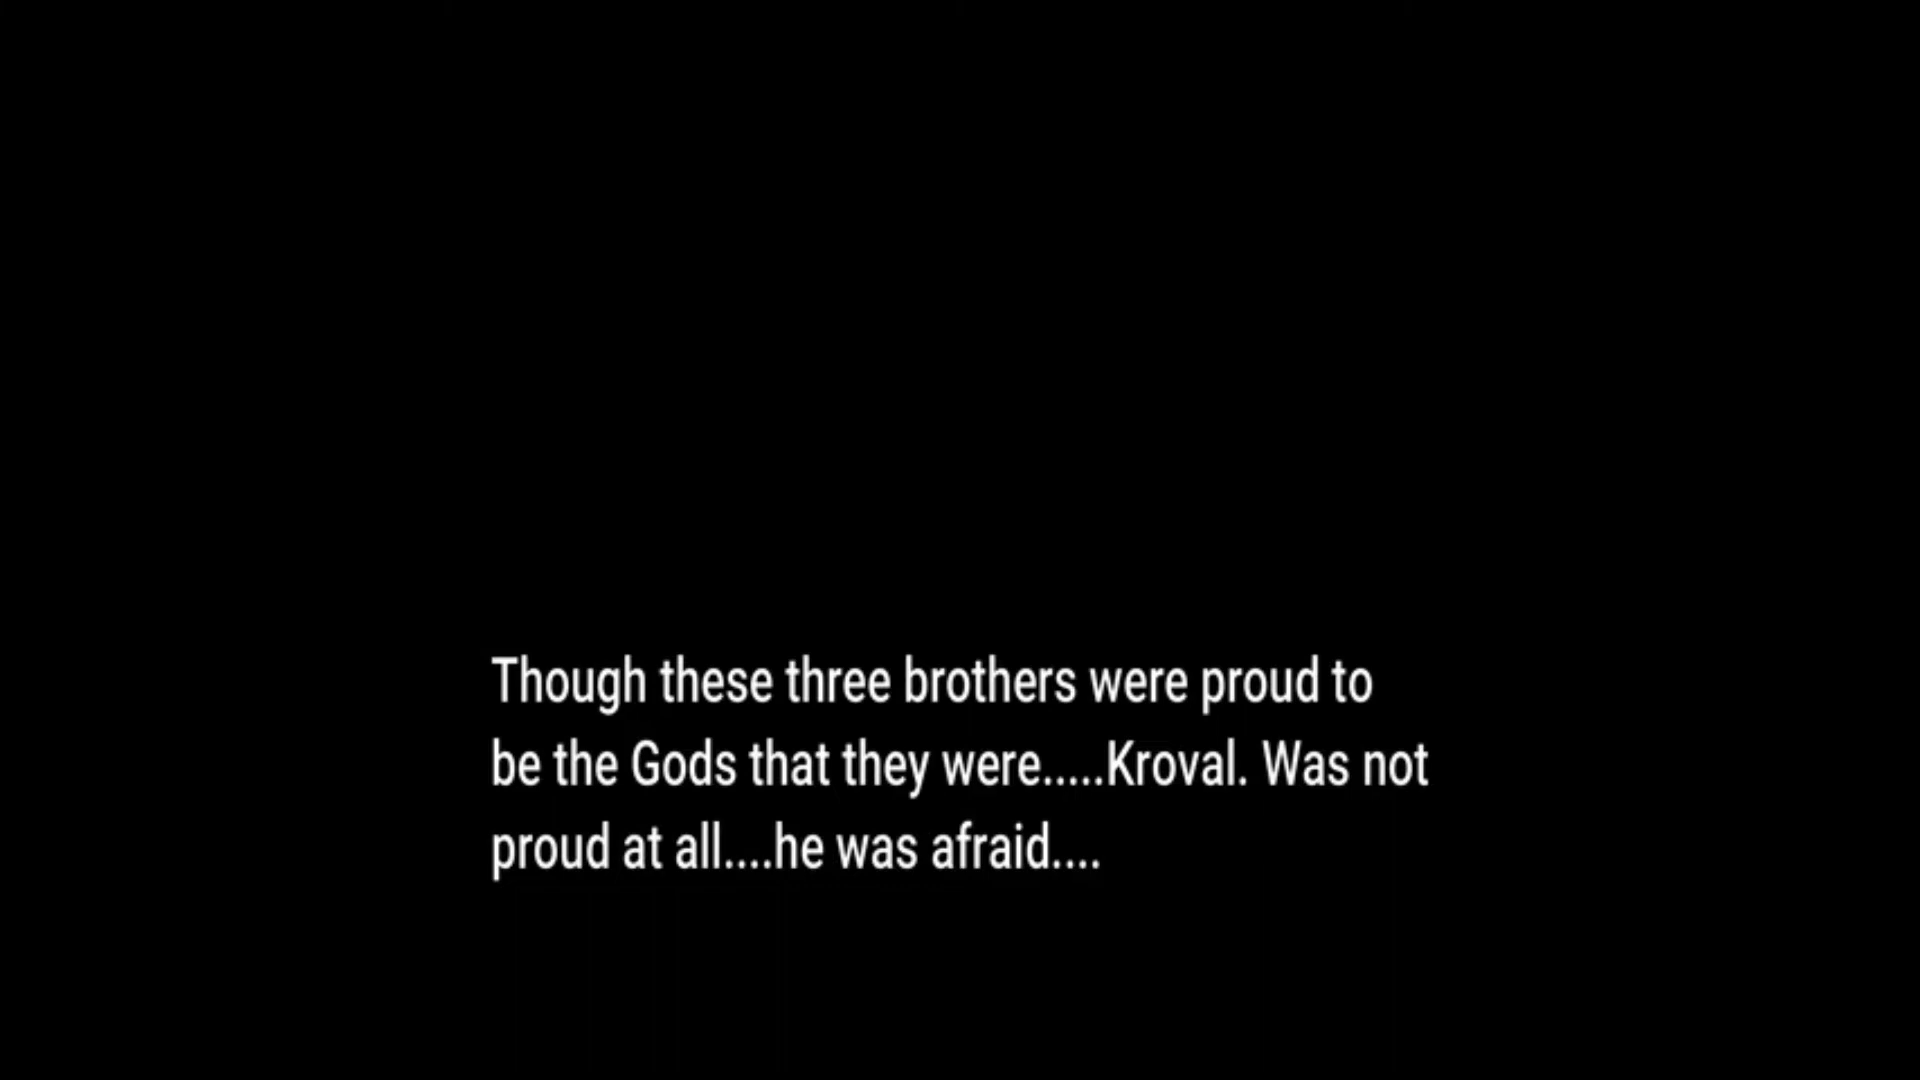 Though these three brothers were proud to
be the Gods that they were.....Kroval. Was not
proud at all....he was afraid....